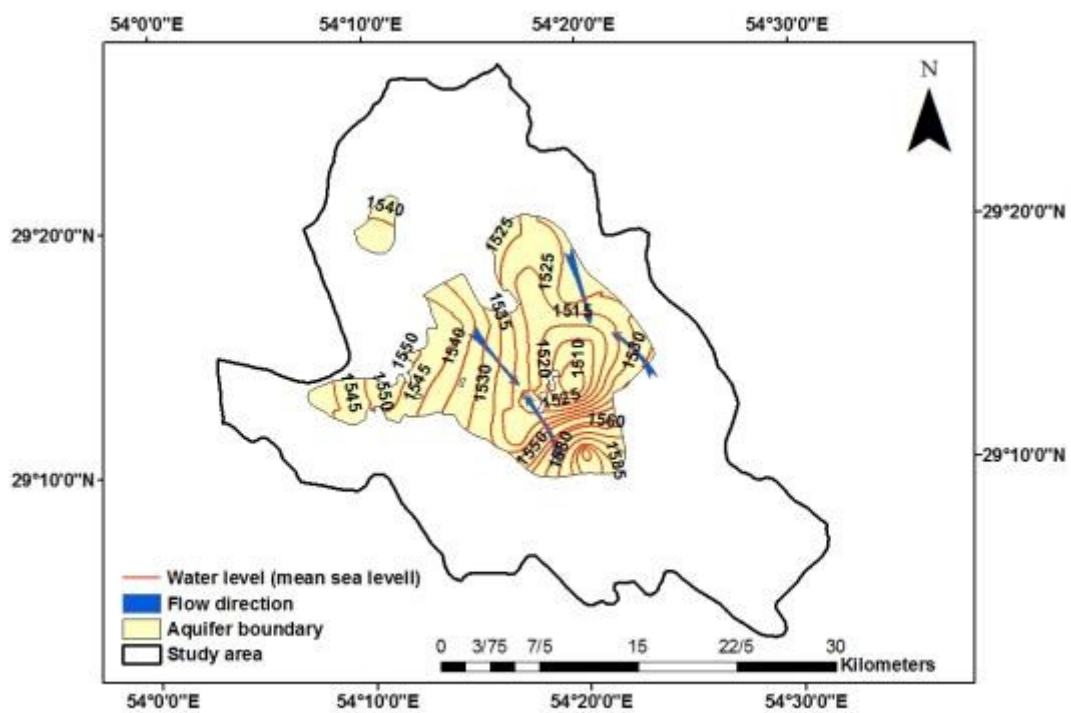 54°0'0"E 54°10'0"E 54°20'0"E 54°30'0"E
N
29°20'0"N
29°20'0"N
1540
1525
1525
1535
1515
1550
1540
1520
1510
1530
1545
1530
1545
1550
1525
1560
1550
1580
1585
29°10'0"N
29°10'0"N
Water level (mean sea levell)
Flow direction
Aquifer boundary
Study area
0 3/75 7/5 15 22/5 30
Kilometers
54°0'0"E 54°10'0"E 54°20'0"E 54°30'0"E